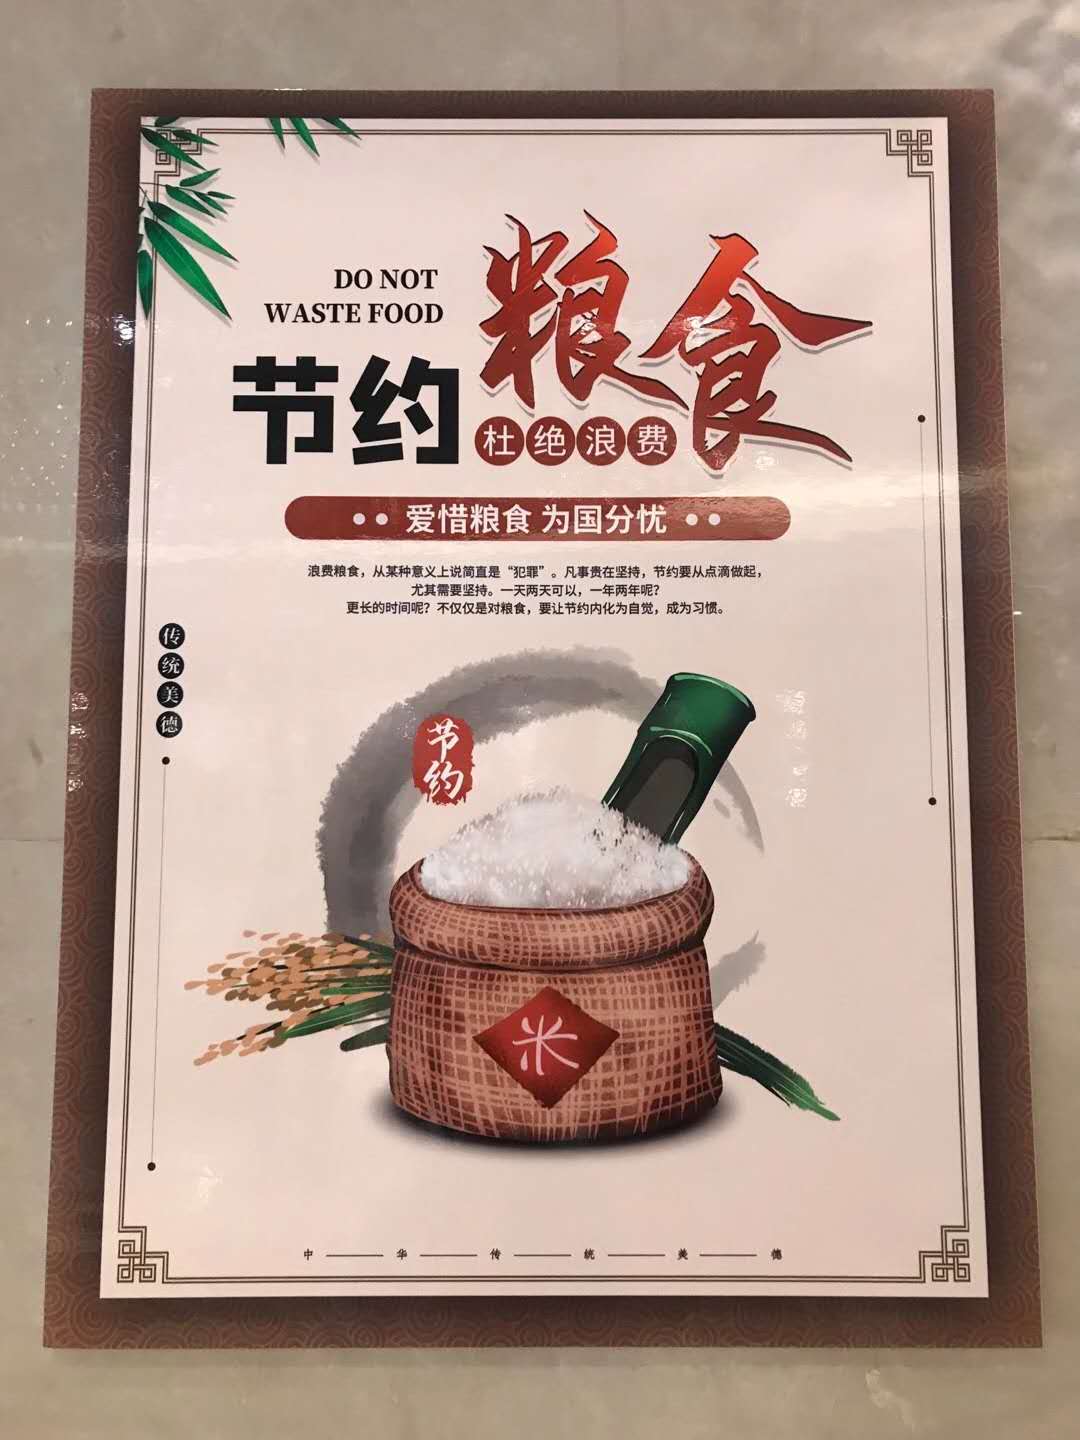 DO NOT
WASTE FOOD
节约
粮食
杜绝浪费
爱惜粮食 为国分忧
浪费粮食，从某种意义上说简直是“犯罪”。凡事贵在坚持，节约要从点滴做起，
尤其需要坚持。一天两天可以，一年两年呢？
更长的时间呢？不仅仅是对粮食，要让节约内化为自觉，成为习惯。
传统美德
节约
米
中华传统美德